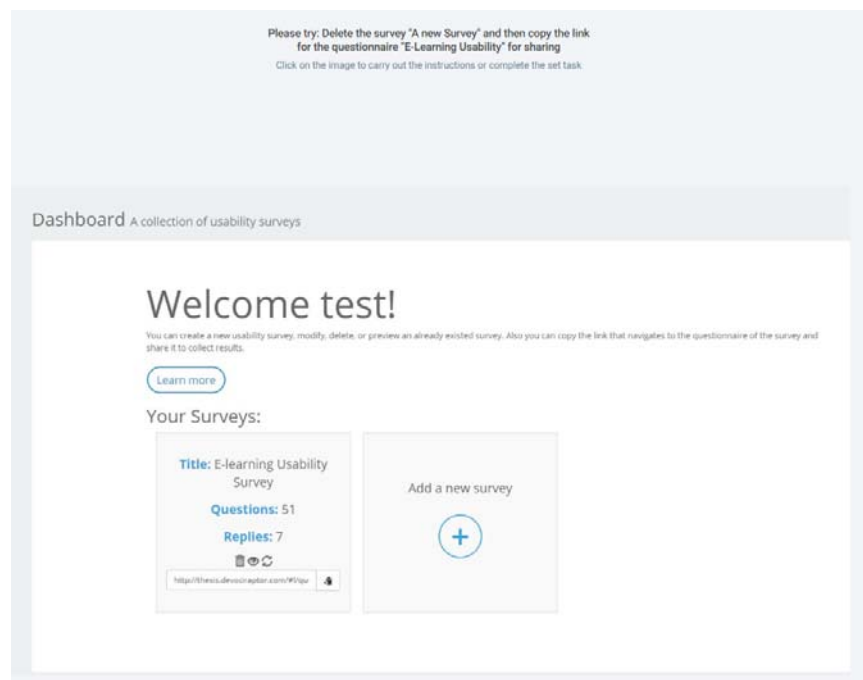 Please try: Delete the survey "A new Survey" and then copy the link
for the questionnaire "E-Learning Usability" for sharing
Click on the image to carry out the instructions or complete the set task
Dashboard A collection of usability surveys
Welcome test!
You can create a new usability survey, modify, delete, or preview an already existed survey. Also you can copy the link that navigates to the questionnaire of the survey and
share it to collect results.
Learn more
Your Surveys:
Title: E-learning Usability
Survey
Questions: 51
Replies: 7
Add a new survey